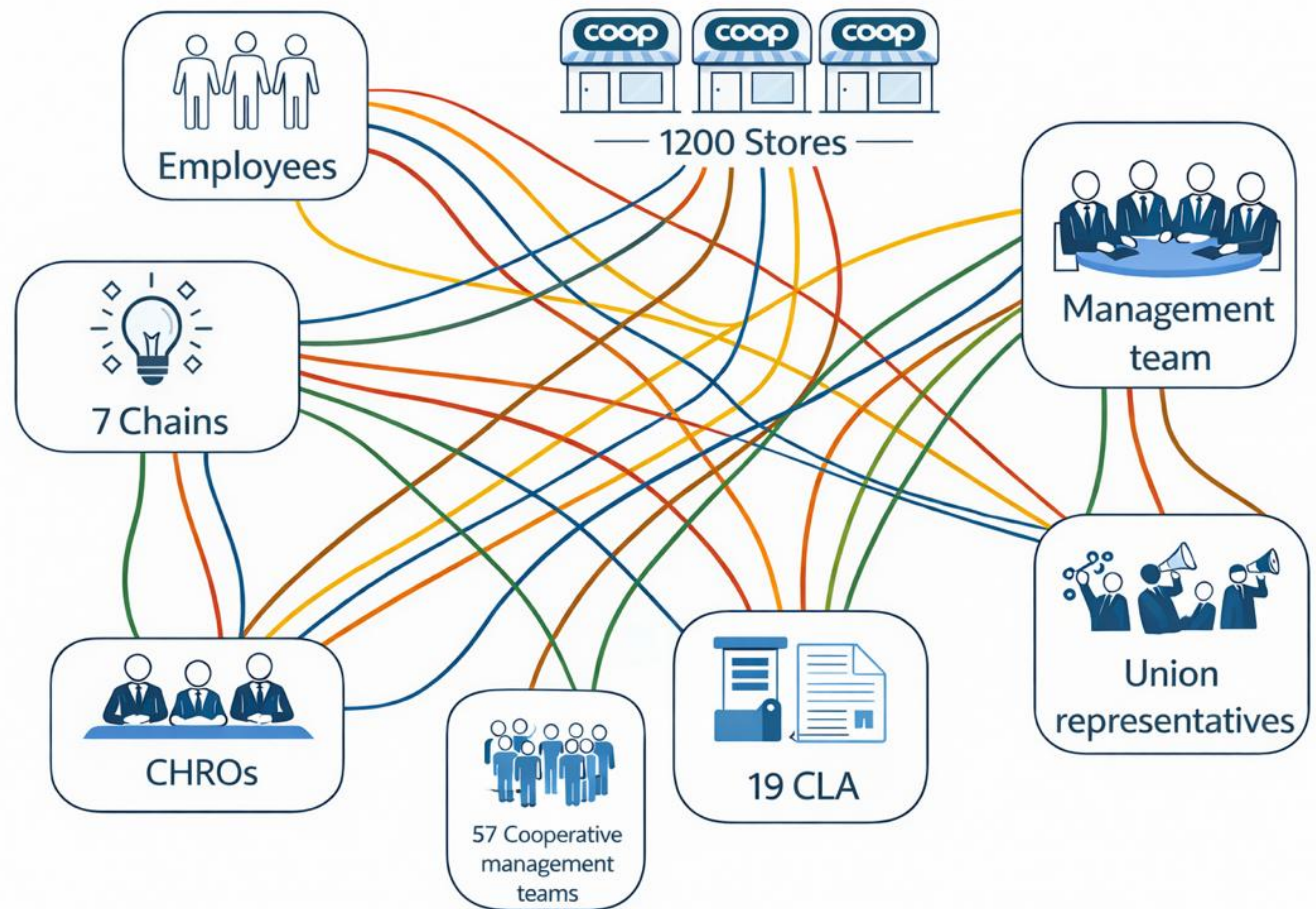 coop coop coop
1200 Stores
Employees
Management
team
7 Chains
CHROs
57 Cooperative
management
teams
19 CLA
Union
representatives